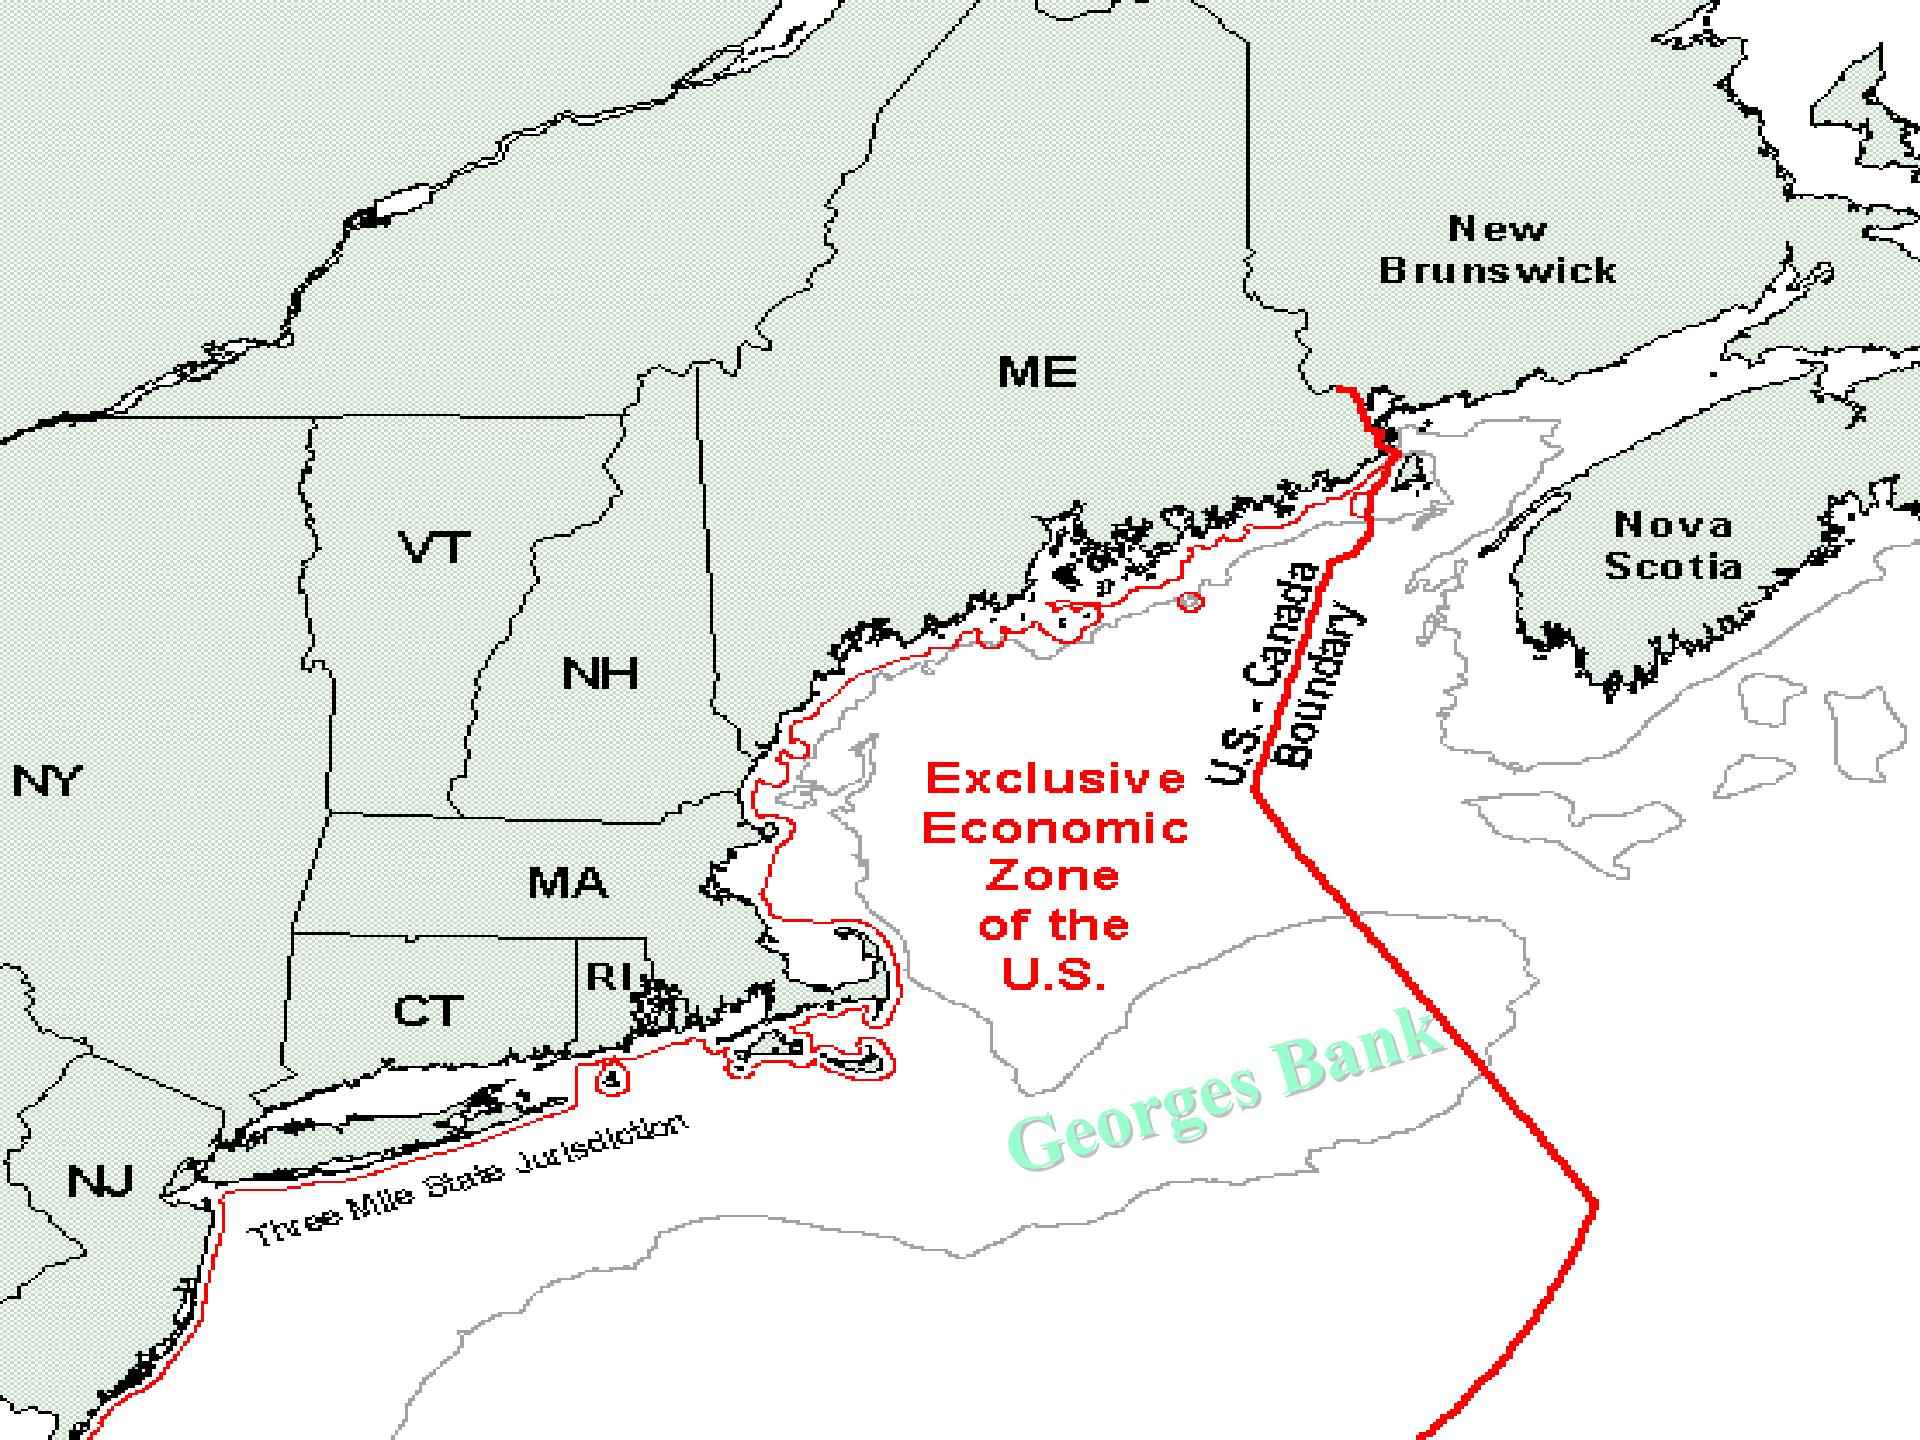 New
Brunswick
ME
Nova
Scotia
VT
NH
U.S. - Canada
Boundary
NY
Exclusive
Economic
Zone
of the
U.S.
MA
RI
CT
Georges Bank
Three Mile State Jurisdiction
NJ